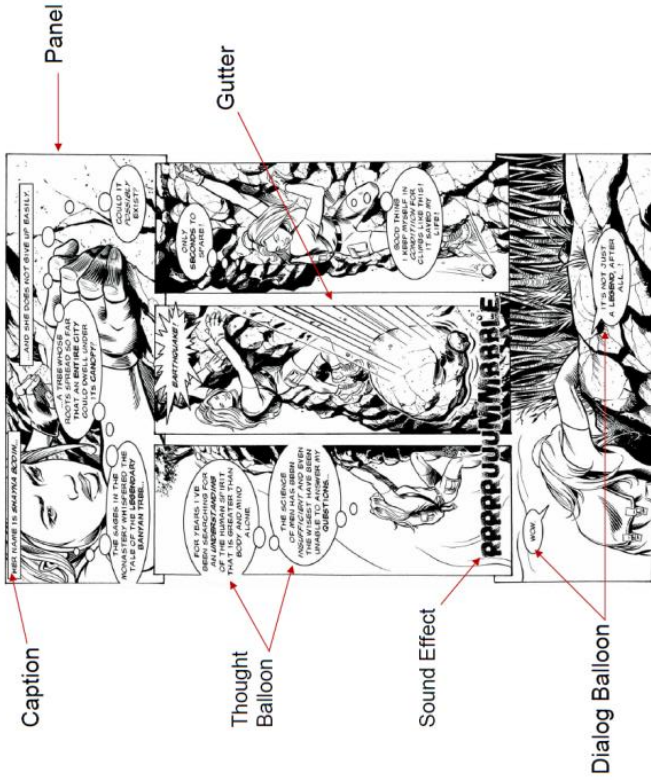 Caption
Panel
HER NAME IS SHAYKA BODIN...
...AND SHE DOES NOT GIVE UP EASILY.
THE SAGES IN THE
MONASTERY WHISPERED THE
TALE OF THE LEGENDARY
BANYAN TREE...
A TREE WHOSE
ROOTS SPREAD SO FAR
THAT AN ENTIRE CITY
COULD DWELL UNDER
ITS CANOPY!
COULD IT
POSSIBLY
EXIST?
Thought
Balloon
Gutter
FOR YEARS I'VE
BEEN SEARCHING FOR
AN UNDERSTANDING
OF THE HUMAN SPIRIT
THAT IS GREATER THAN
BODY AND MIND
ALONE.
THE SCIENCE
OF MEN HAS BEEN
INSUFFICIENT AND EVEN
THE WISEST HAVE BEEN
UNABLE TO ANSWER MY
QUESTIONS...
EARTHQUAKE!
ONLY
SECONDS TO
SPARE!
GOOD THING
I KEEP MYSELF IN
CONDITION FOR
CLIMBS LIKE THIS!
IT SAVED MY
LIFE!
Sound Effect
RRRRRUUUMMMBBBLE
Dialog Balloon
WOW.
IT'S NOT JUST
A LEGEND AFTER
ALL..!